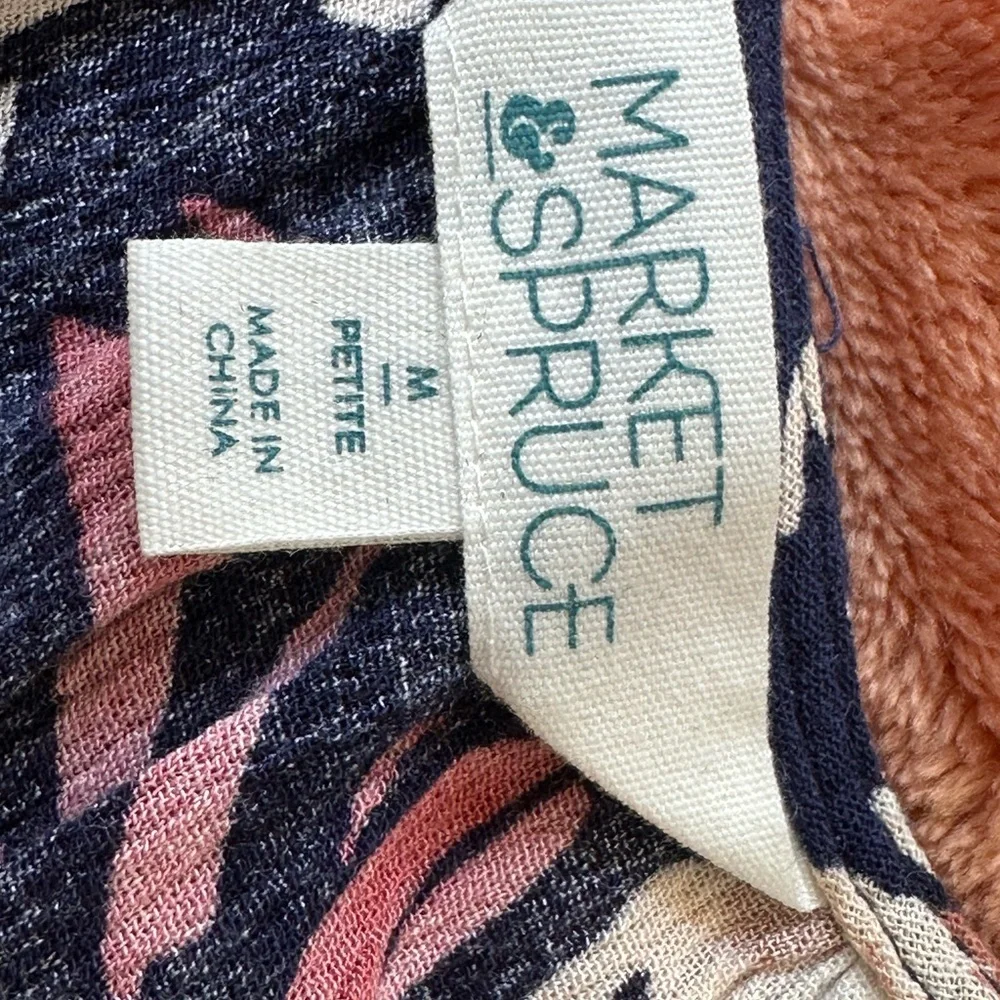 MARKET
& SPRUCE
M
PETITE
MADE IN
CHINA